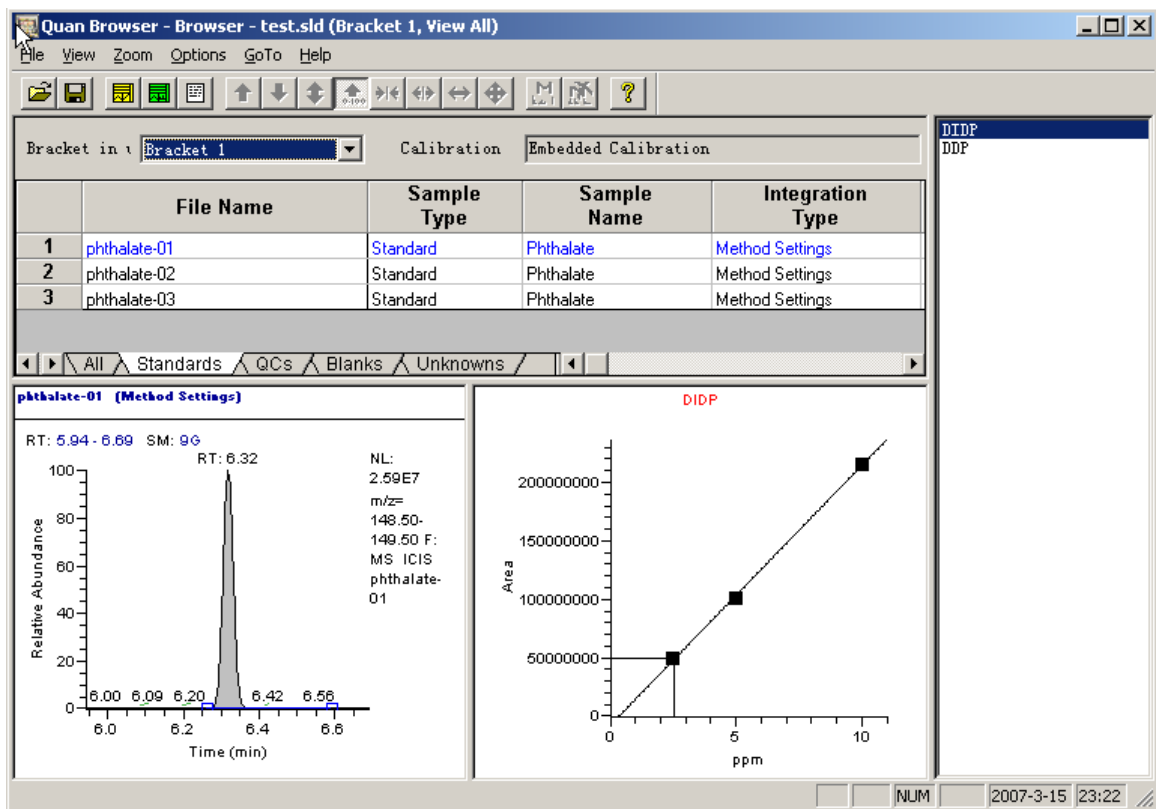 Quan Browser - Browser - test.sld (Bracket 1, View All)
File View Zoom Options GoTo Help
Bracket in u Bracket 1 Calibration Embedded Calibration
File Name Sample Type Sample Name Integration Type
1 phthalate-01 Standard Phthalate Method Settings
2 phthalate-02 Standard Phthalate Method Settings
3 phthalate-03 Standard Phthalate Method Settings
All Standards QCs Blanks Unknowns
DIDP
DDP
phthalate-01 (Method Settings)
RT: 5.94 - 6.69 SM: 9G
RT: 6.32
NL:
2.59E7
m/z=
148.50-
149.50 F:
MS ICIS
phthalate-
01
Relative Abundance
100
80
60
40
20
0
6.00 6.09 6.20 6.42 6.56
6.0 6.2 6.4 6.6
Time (min)
DIDP
Area
200000000
150000000
100000000
50000000
0
0 5 10
ppm
NUM 2007-3-15 23:22